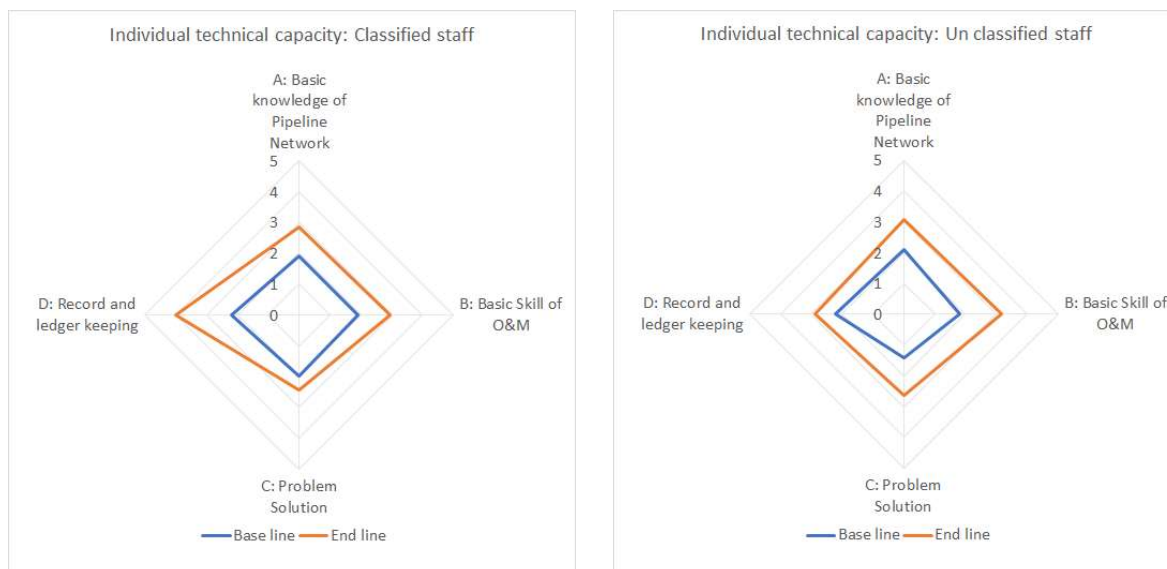 Individual technical capacity: Classified staff
A: Basic
knowledge of
Pipeline
Network
5
4
3
2
1
0
D: Record and
ledger keeping
B: Basic Skill of
O&M
C: Problem
Solution
Base line
End line
Individual technical capacity: Un classified staff
A: Basic
knowledge of
Pipeline
Network
5
4
3
2
1
0
D: Record and
ledger keeping
B: Basic Skill of
O&M
C: Problem
Solution
Base line
End line